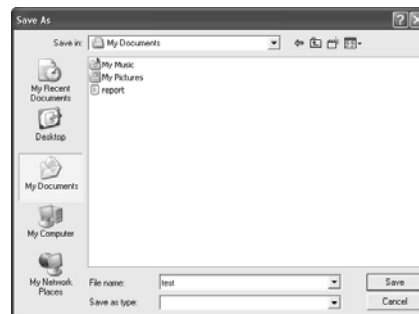 Save As
Save in:
My Documents
My Recent
Documents
Desktop
My Documents
My Computer
My Network
Places
My Music
My Pictures
report
File name:
test
Save
Save as type:
Cancel